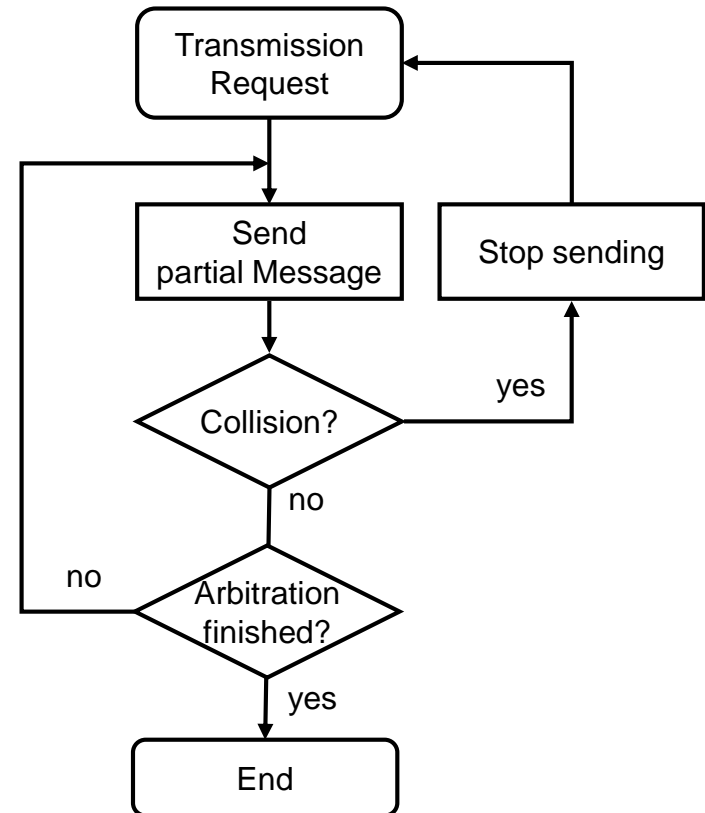 Transmission
Request
Send
partial Message
Stop sending
yes
Collision?
no
no
Arbitration
finished?
yes
End